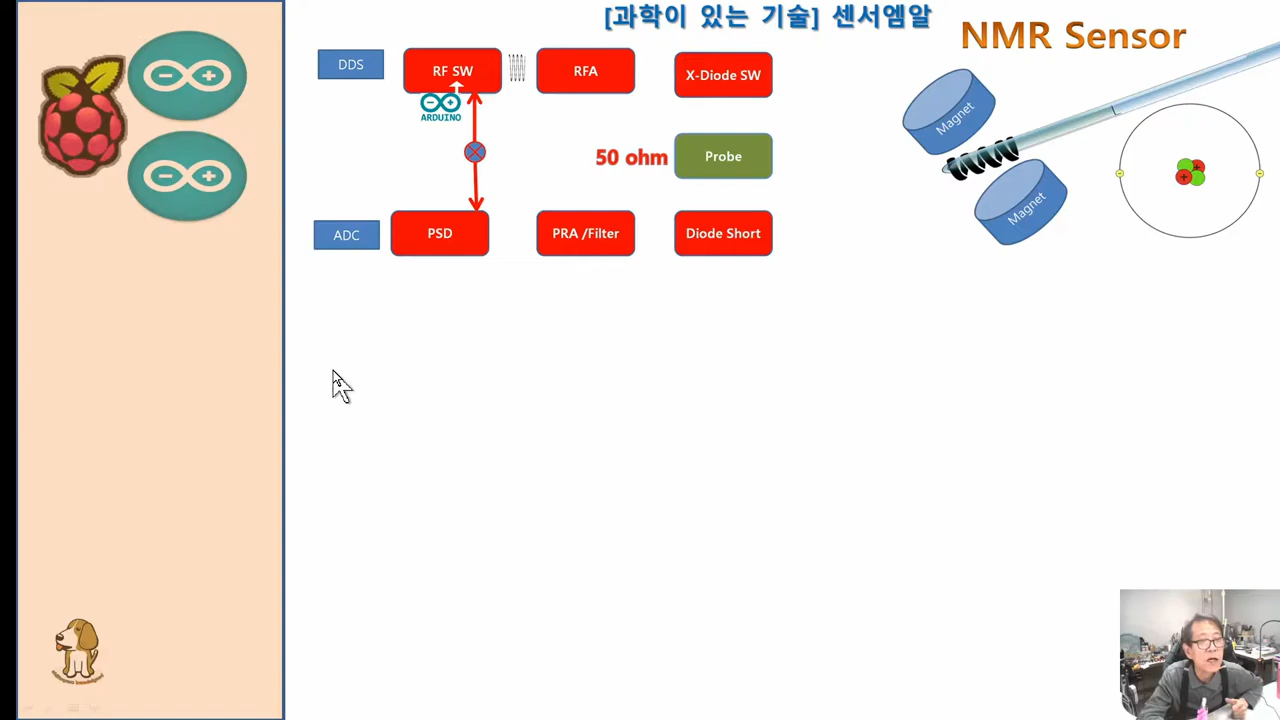 [과학이 있는 기술] 센서엠알
NMR Sensor
DDS
RF SW
RFA
X-Diode SW
ARDUINO
50 ohm
Probe
ADC
PSD
PRA /Filter
Diode Short
Magnet
Magnet